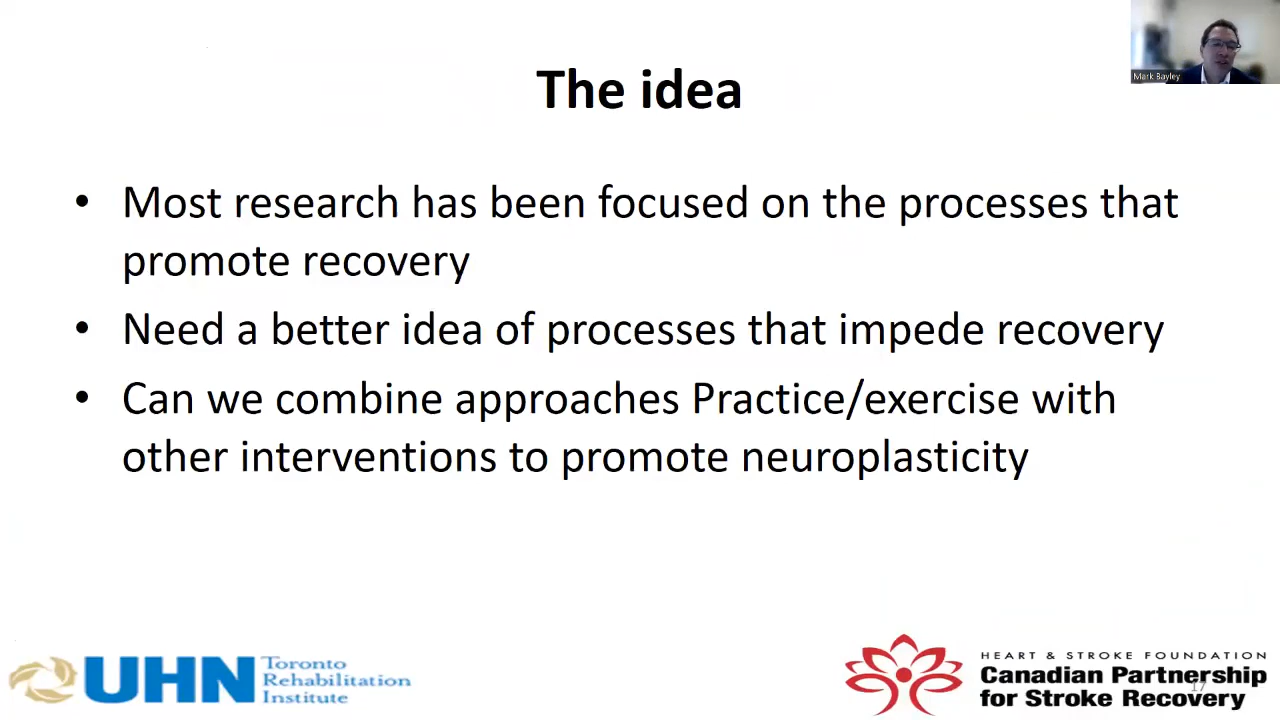 Mark Bayley
The idea
• Most research has been focused on the processes that
promote recovery
• Need a better idea of processes that impede recovery
• Can we combine approaches Practice/exercise with
other interventions to promote neuroplasticity
UHN
Toronto
Rehabilitation
Institute
HEART & STROKE FOUNDATION
Canadian Partnership
for Stroke Recovery
17